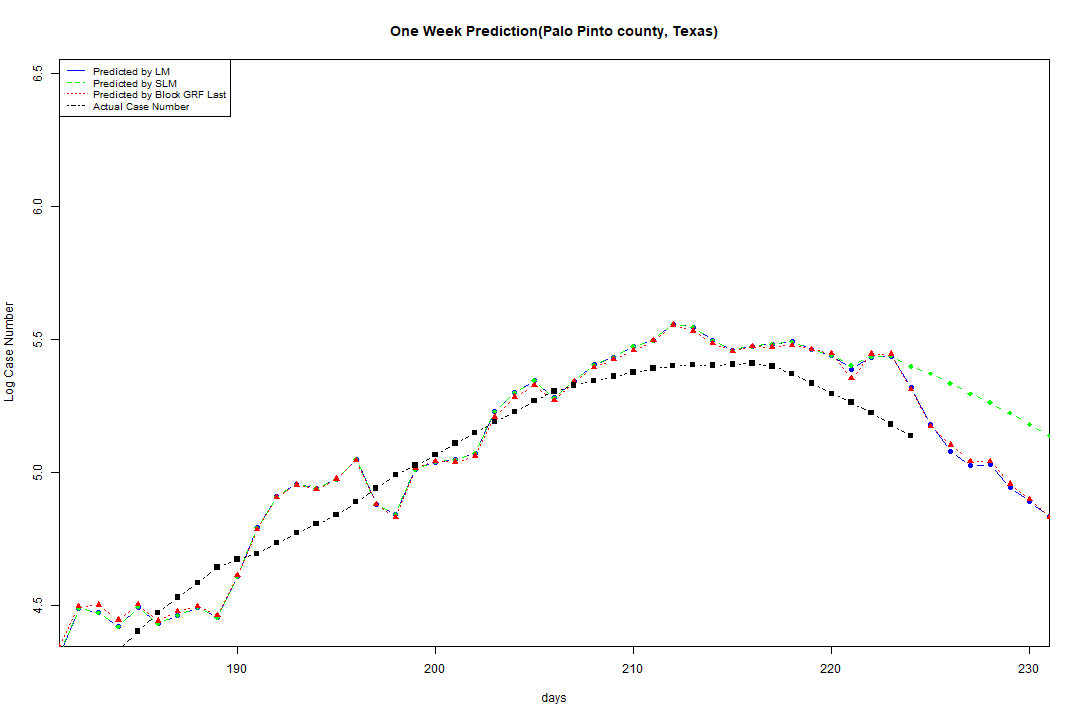 One Week Prediction(Palo Pinto county, Texas)
Predicted by LM
Predicted by SLM
Predicted by Block GRF Last
Actual Case Number
6.5
6.0
5.5
5.0
4.5
Log Case Number
190
200
210
220
230
days